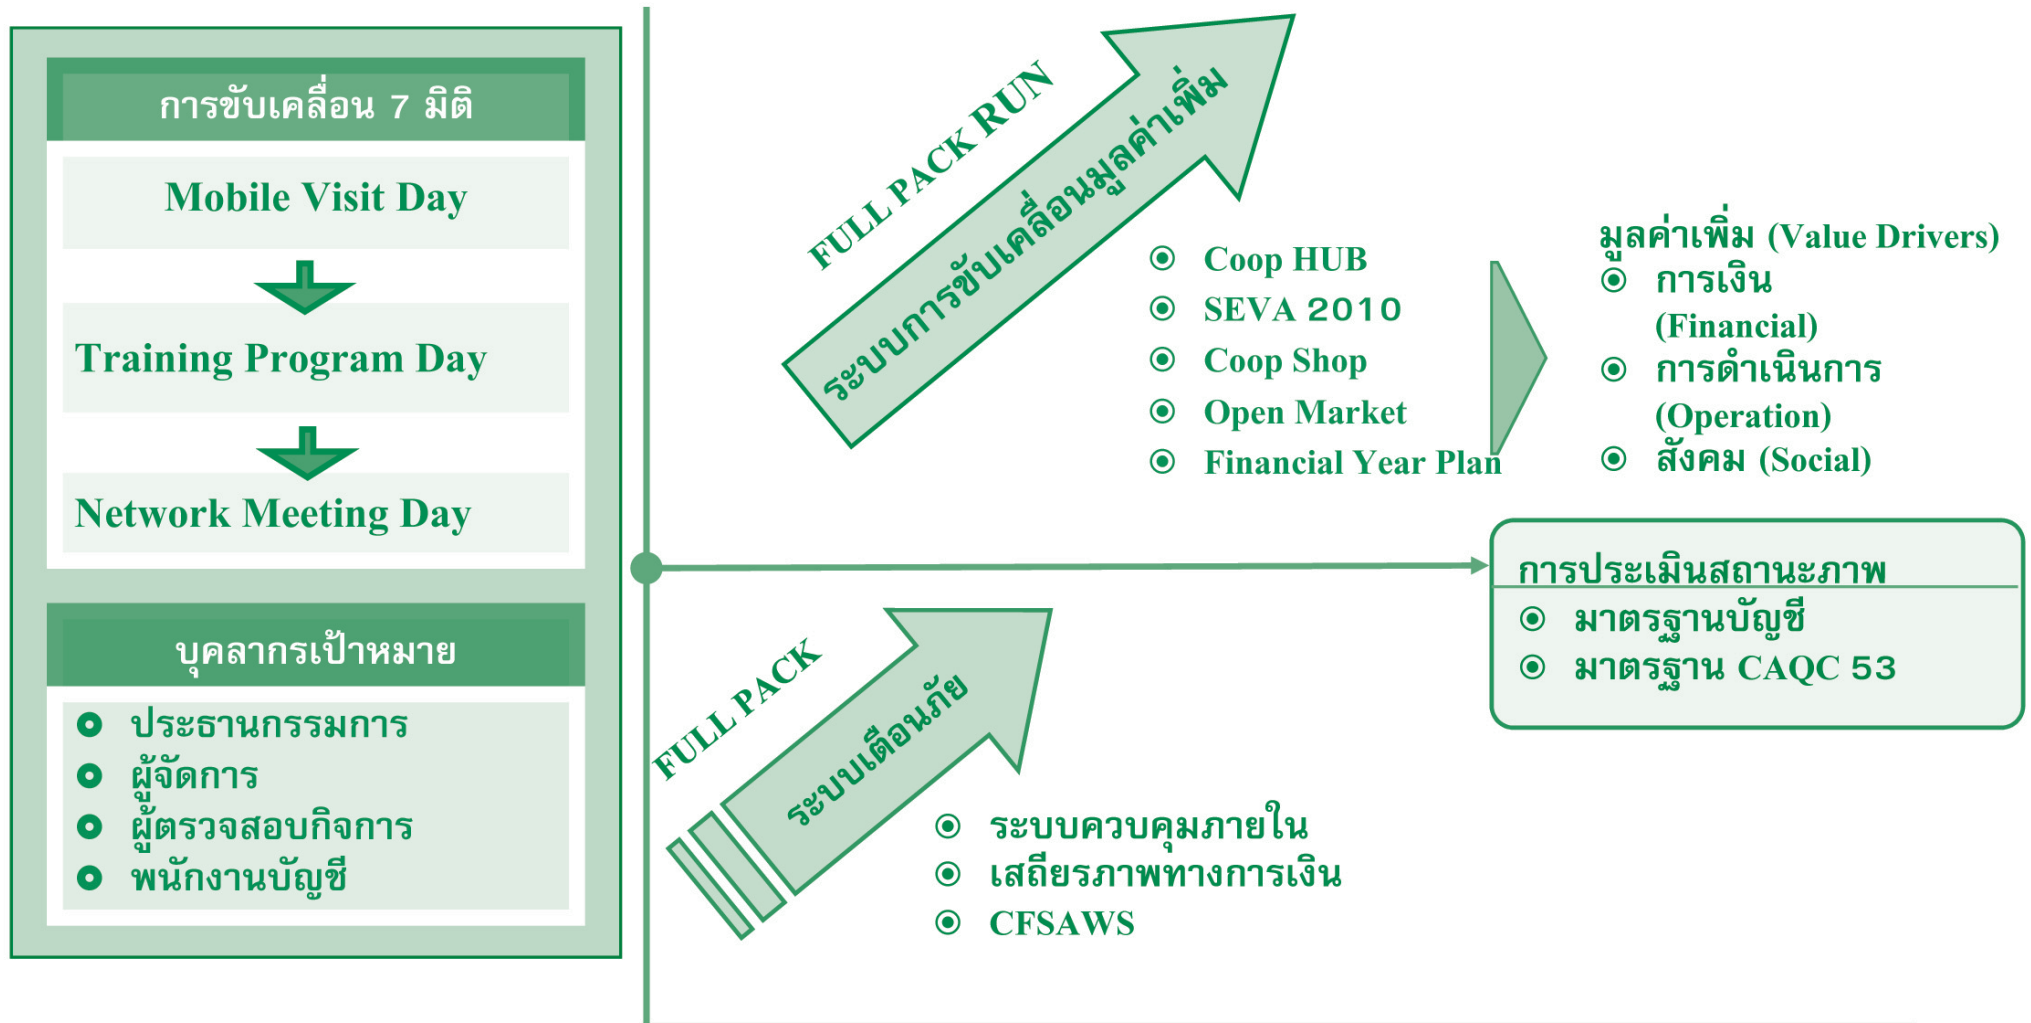 การขับเคลื่อน 7 มิติ
Mobile Visit Day
Training Program Day
Network Meeting Day
บุคลากรเป้าหมาย
ประธานกรรมการ
ผู้จัดการ
ผู้ตรวจสอบกิจการ
พนักงานบัญชี
FULL PACK RUN
ระบบการขับเคลื่อนมูลค่าเพิ่ม
Coop HUB
SEVA 2010
Coop Shop
Open Market
Financial Year Plan
มูลค่าเพิ่ม (Value Drivers)
การเงิน
(Financial)
การดำเนินการ
(Operation)
สังคม (Social)
การประเมินสถานะภาพ
มาตรฐานบัญชี
มาตรฐาน CAQC 53
FULL PACK
ระบบเตือนภัย
ระบบควบคุมภายใน
เสถียรภาพทางการเงิน
CFSAWS